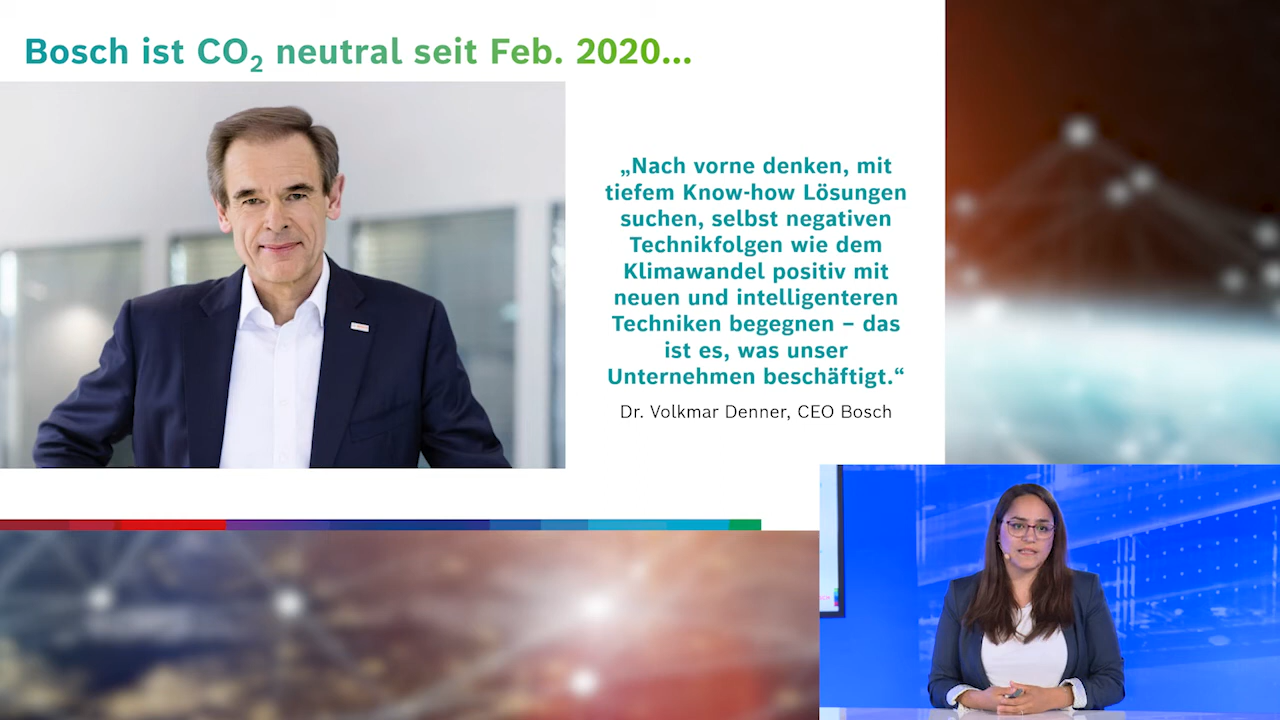 Bosch ist CO₂ neutral seit Feb. 2020...
„Nach vorne denken, mit
tiefem Know-how Lösungen
suchen, selbst negativen
Technikfolgen wie dem
Klimawandel positiv mit
neuen und intelligenteren
Techniken begegnen – das
ist es, was unser
Unternehmen beschäftigt.“
Dr. Volkmar Denner, CEO Bosch